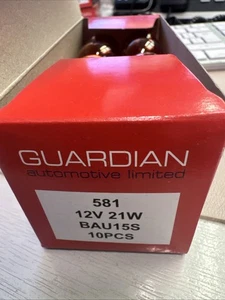 GUARDIAN
automotive limited
581
12V 21W
BAU15S
10PCS